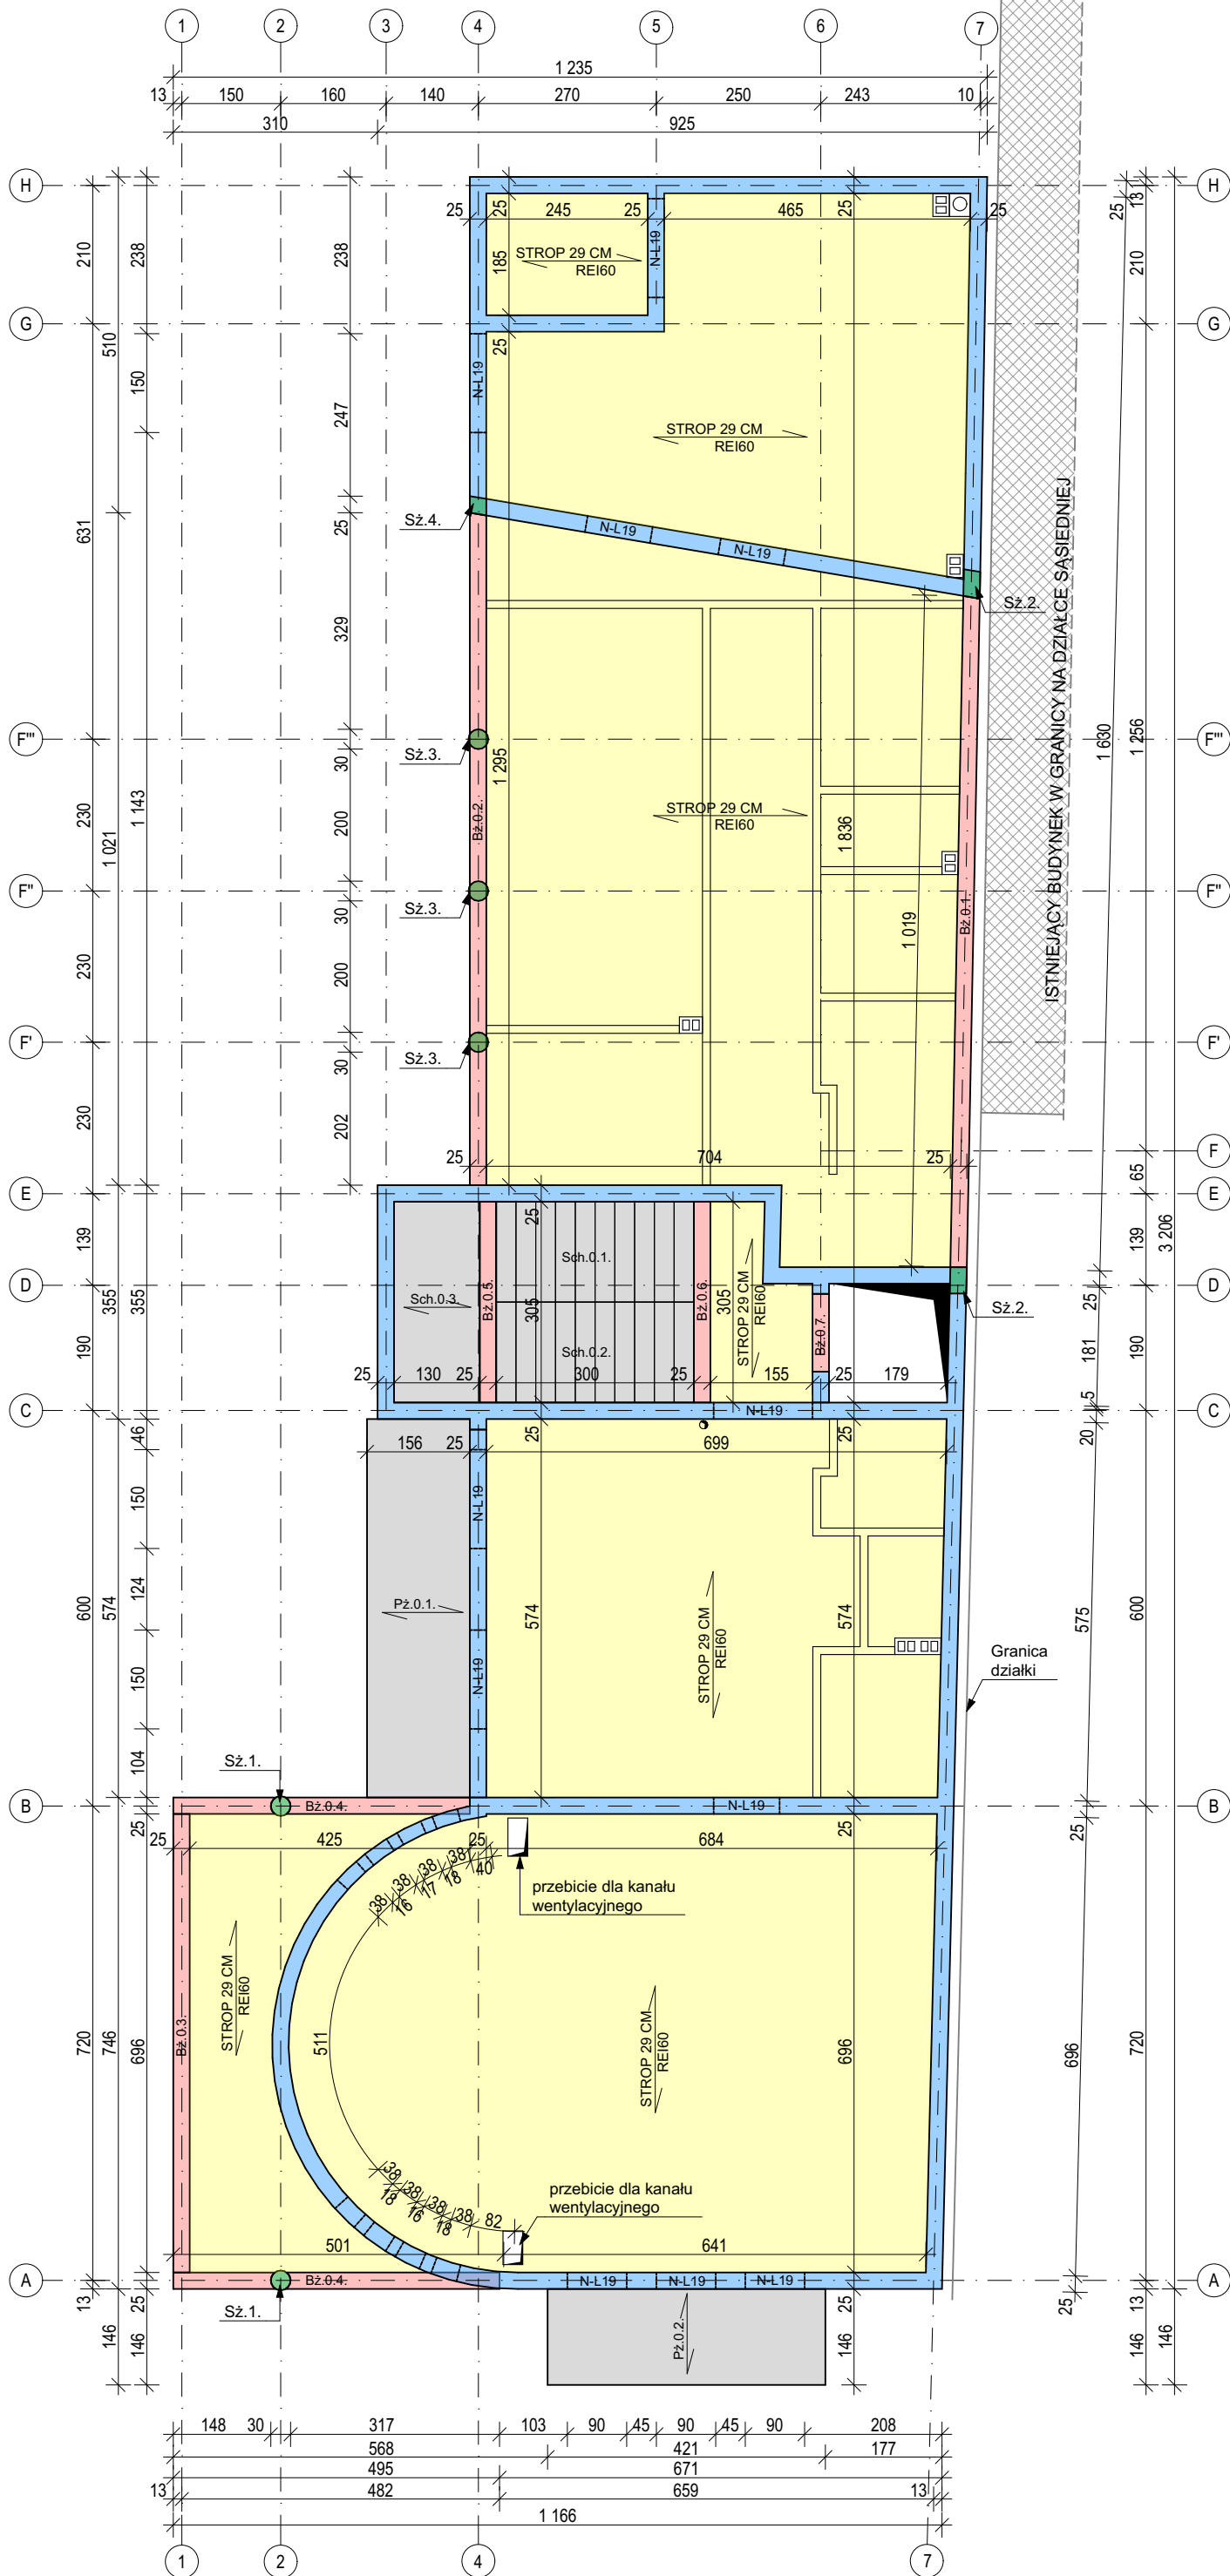 1 2 3 4 5 6 7
1 235
13 150 160 140 270 250 243 10
310 925
H H
25 25 245 25 465 25 25
13
25
210 238 238 210
185
STROP 29 CM
REI60
N-L19
G G
25
510
150
N-L19
247
STROP 29 CM
REI60
631
Sż.4.
25
N-L19
N-L19
Sż.2.
ISTNIEJĄCY BUDYNEK W GRANICY NA DZIAŁCE SĄSIEDNIEJ
329
F''' F'''
Sż.3.
30
1 295
1 256
1 630
230
1 021
1 143
200
Bż.0.2.
STROP 29 CM
REI60
1 836
F'' F''
Sż.3.
30
Bż.0.1.
1 019
230
200
F' F'
Sż.3.
30
230
202
F
25 704 25
65
E E
25
3 206
139 139
Sch.0.1.
Sch.0.3.
Bż.0.5.
305
Bż.0.6.
305
STROP 29 CM
REI60
D D
Sż.2.
25
355 355
190
Sch.0.2.
Bż.0.7.
181
190
25 130 25 300 25 155 25 179
C C
N-L19
5
20
46
156 25 25 699 25
150
N-L19
124
600 574
Pż.0.1.
574
STROP 29 CM
REI60
574
575
600
150
N-L19
Granica
działki
104
Sż.1.
B B
Bż.0.4.
N-L19
25
25 425 25 684 25
25
40
38 18 38 17 38 16 38
przebicie dla kanału
wentylacyjnego
STROP 29 CM
REI60
720 746 696
Bż.0.3.
511
STROP 29 CM
REI60
696
696
720
38 18 38 16 38 18 38 82
przebicie dla kanału
wentylacyjnego
501 641
A A
Bż.0.4.
N-L19 N-L19 N-L19
13 25
Sż.1.
25
25
13
146 146
Pż.0.2.
146
146 146
148 30 317 103 90 45 90 45 90 208
568 421 177
495 671
13 482 659 13
1 166
1 2 4 7